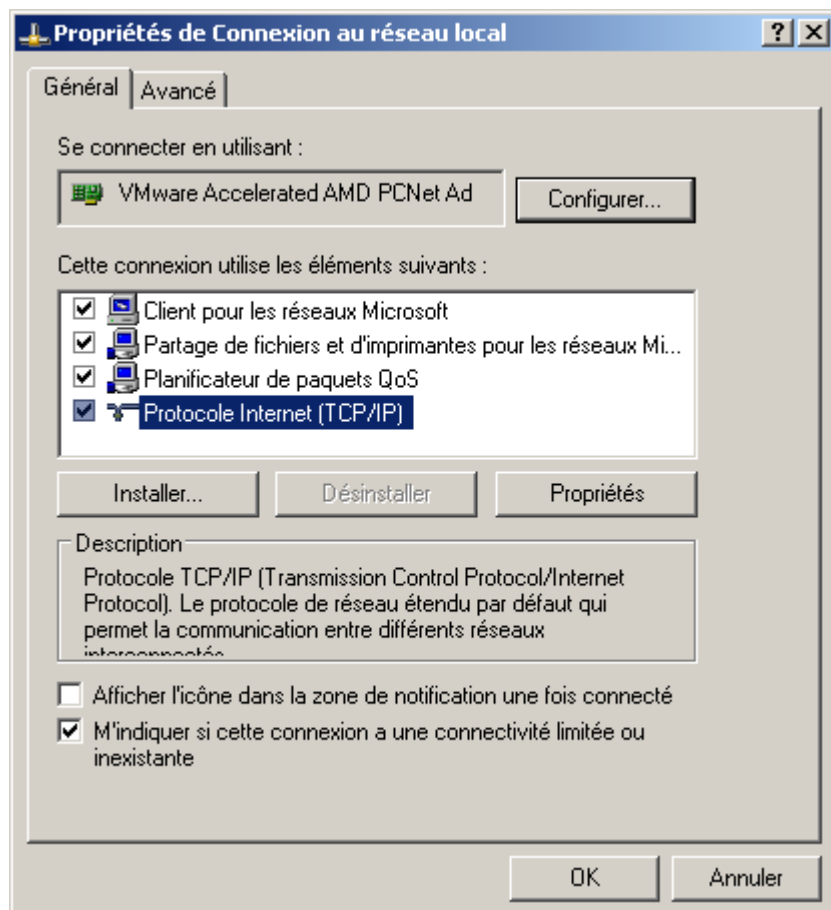 Propriétés de Connexion au réseau local
Général Avancé
Se connecter en utilisant :
VMware Accelerated AMD PCNet Ad
Configurer...
Cette connexion utilise les éléments suivants :
Client pour les réseaux Microsoft
Partage de fichiers et d'imprimantes pour les réseaux Mi...
Planificateur de paquets QoS
Protocole Internet (TCP/IP)
Installer... Désinstaller Propriétés
Description
Protocole TCP/IP (Transmission Control Protocol/Internet
Protocol). Le protocole de réseau étendu par défaut qui
permet la communication entre différents réseaux
interconnectés.
Afficher l'icône dans la zone de notification une fois connecté
M'indiquer si cette connexion a une connectivité limitée ou
inexistante
OK Annuler